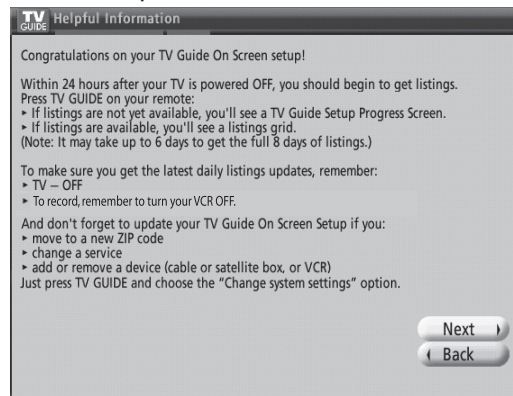 TV GUIDE Helpful Information
Congratulations on your TV Guide On Screen setup!
Within 24 hours after your TV is powered OFF, you should begin to get listings.
Press TV GUIDE on your remote:
▸ If listings are not yet available, you'll see a TV Guide Setup Progress Screen.
▸ If listings are available, you'll see a listings grid.
(Note: It may take up to 6 days to get the full 8 days of listings.)
To make sure you get the latest daily listings updates, remember:
▸ TV – OFF
▸ To record, remember to turn your VCR OFF.
And don't forget to update your TV Guide On Screen Setup if you:
▸ move to a new ZIP code
▸ change a service
▸ add or remove a device (cable or satellite box, or VCR)
Just press TV GUIDE and choose the “Change system settings” option.
Next
Back